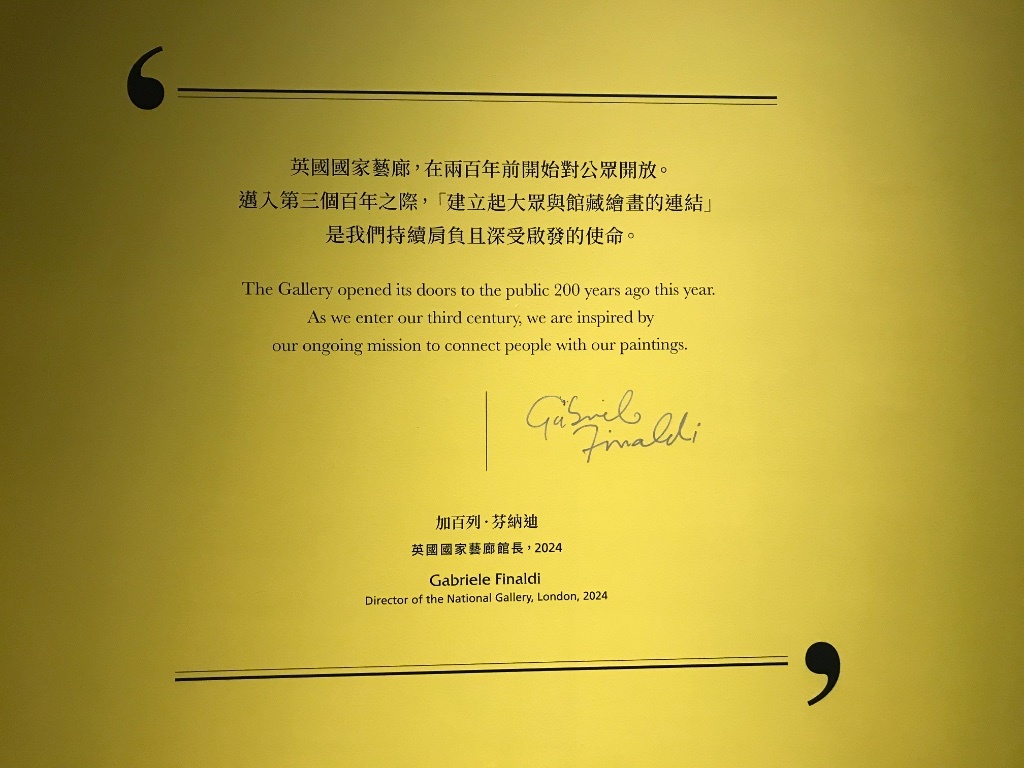 英國國家藝廊，在兩百年前開始對公眾開放。
邁入第三個百年之際，「建立起大眾與館藏繪畫的連結」
是我們持續肩負且深受啟發的使命。
The Gallery opened its doors to the public 200 years ago this year.
As we enter our third century, we are inspired by
our ongoing mission to connect people with our paintings.
Gabriele
Finaldi
加百列·芬納迪
英國國家藝廊館長，2024
Gabriele Finaldi
Director of the National Gallery, London, 2024